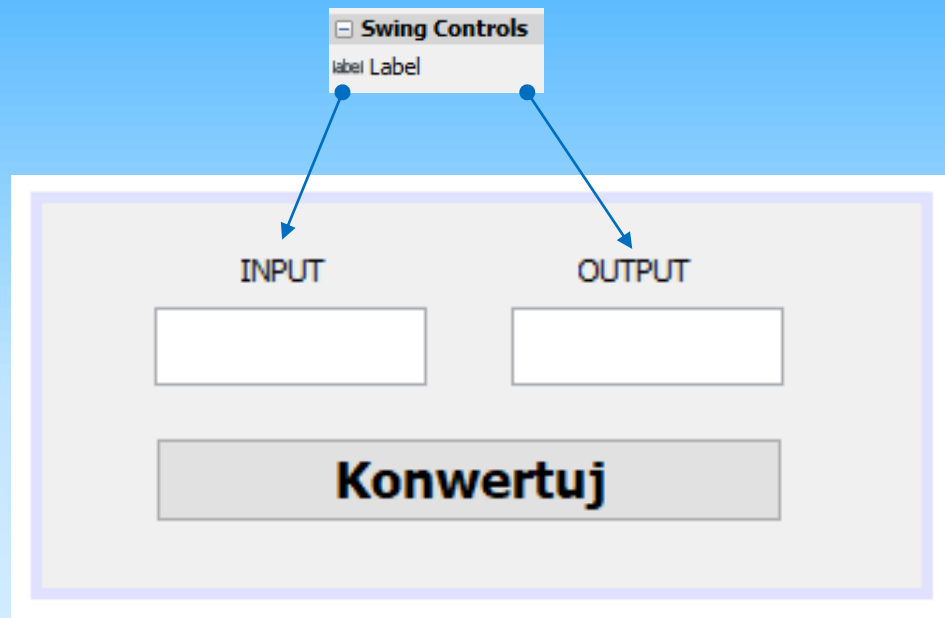 Swing Controls
label Label
INPUT
OUTPUT
Konwertuj